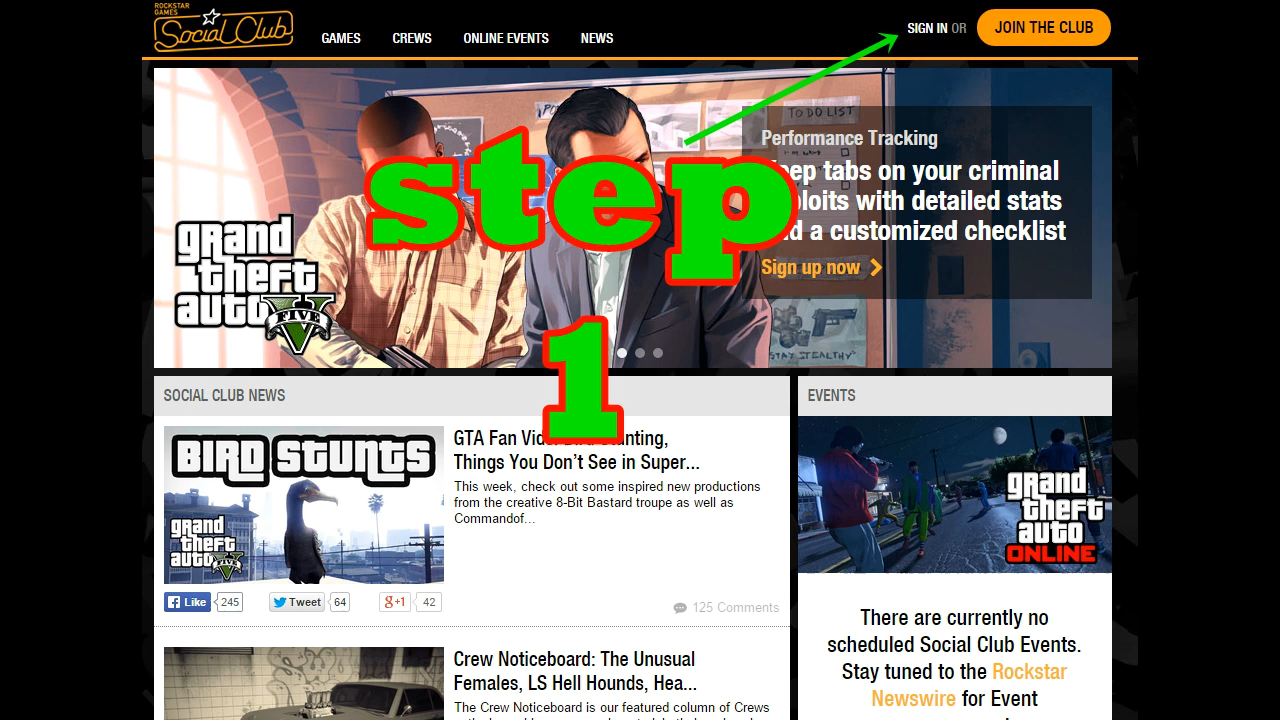 ROCKSTAR
GAMES
Social Club
GAMES
CREWS
ONLINE EVENTS
NEWS
SIGN IN OR
JOIN THE CLUB
step
1
TO DO LIST
Performance Tracking
Keep tabs on your criminal
exploits with detailed stats
and a customized checklist
Sign up now
grand
theft
auto
FIVE
STAY STEALTHY
SOCIAL CLUB NEWS
EVENTS
BIRD STUNTS
grand
theft
auto
V
GTA Fan Video: Bird Stunting,
Things You Don't See in Super...
This week, check out some inspired new productions
from the creative 8-Bit Bastard troupe as well as
Commandof...
Like 245
Tweet 64
g+1 42
125 Comments
grand
theft
auto
ONLINE
Crew Noticeboard: The Unusual
Females, LS Hell Hounds, Hea...
The Crew Noticeboard is our featured column of Crews
There are currently no
scheduled Social Club Events.
Stay tuned to the Rockstar
Newswire for Event